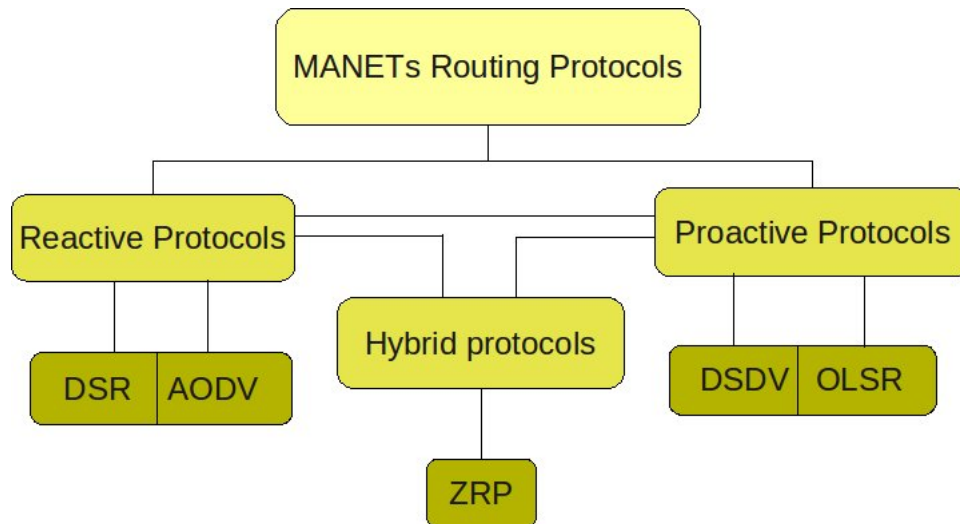 MANETs Routing Protocols
Reactive Protocols
Proactive Protocols
Hybrid protocols
DSR
AODV
DSDV
OLSR
ZRP